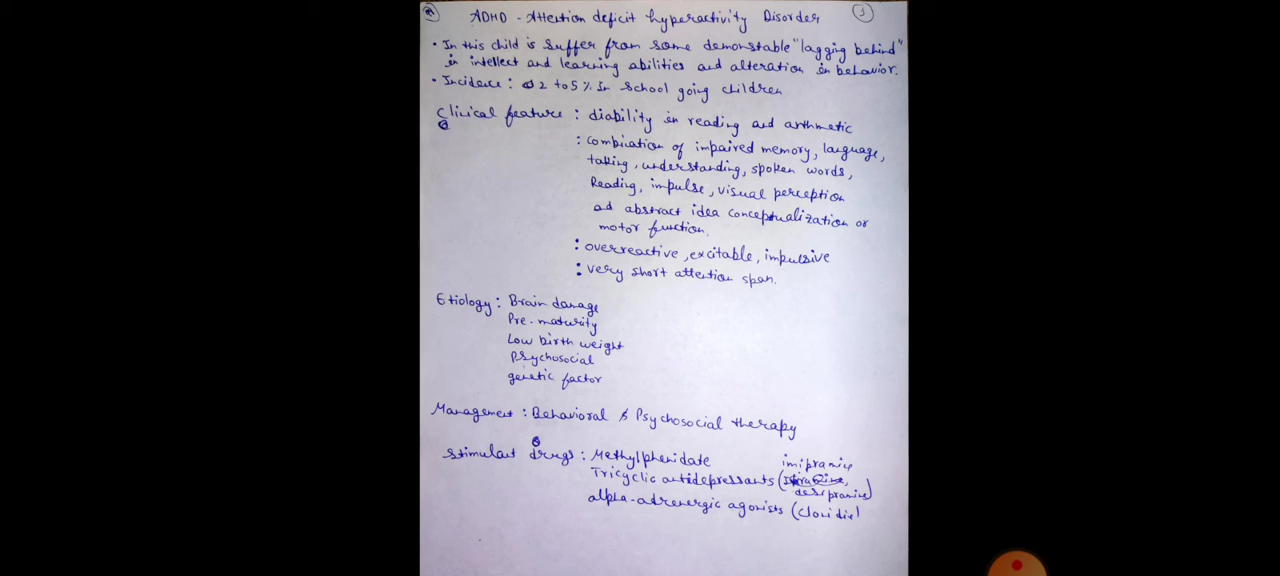 ADHD - Attention deficit hyperactivity Disorder
1
• In this child is suffer from some demonstable "lagging behind"
in intellect and learning abilities and alteration in behavior.
• Incidence : 2 to 5% In school going children
Clinical feature : diability in reading and arthmetic
: combination of impaired memory, language,
taking, understanding, spoken words,
Reading, impulse, visual perception
ad abstract idea conceptualization or
motor function.
: overreactive, excitable, impulsive
: very short attention span.
Etiology : Brain damage
Pre-maturity
Low birth weight
Psychosocial
genetic factor
Management : Behavioral & Psychosocial therapy
Stimulant drugs : Methylphenidate
imipramine
Tricyclic antidepressants (
desipramine)
alpha-adrenergic agonists (Clonidine)